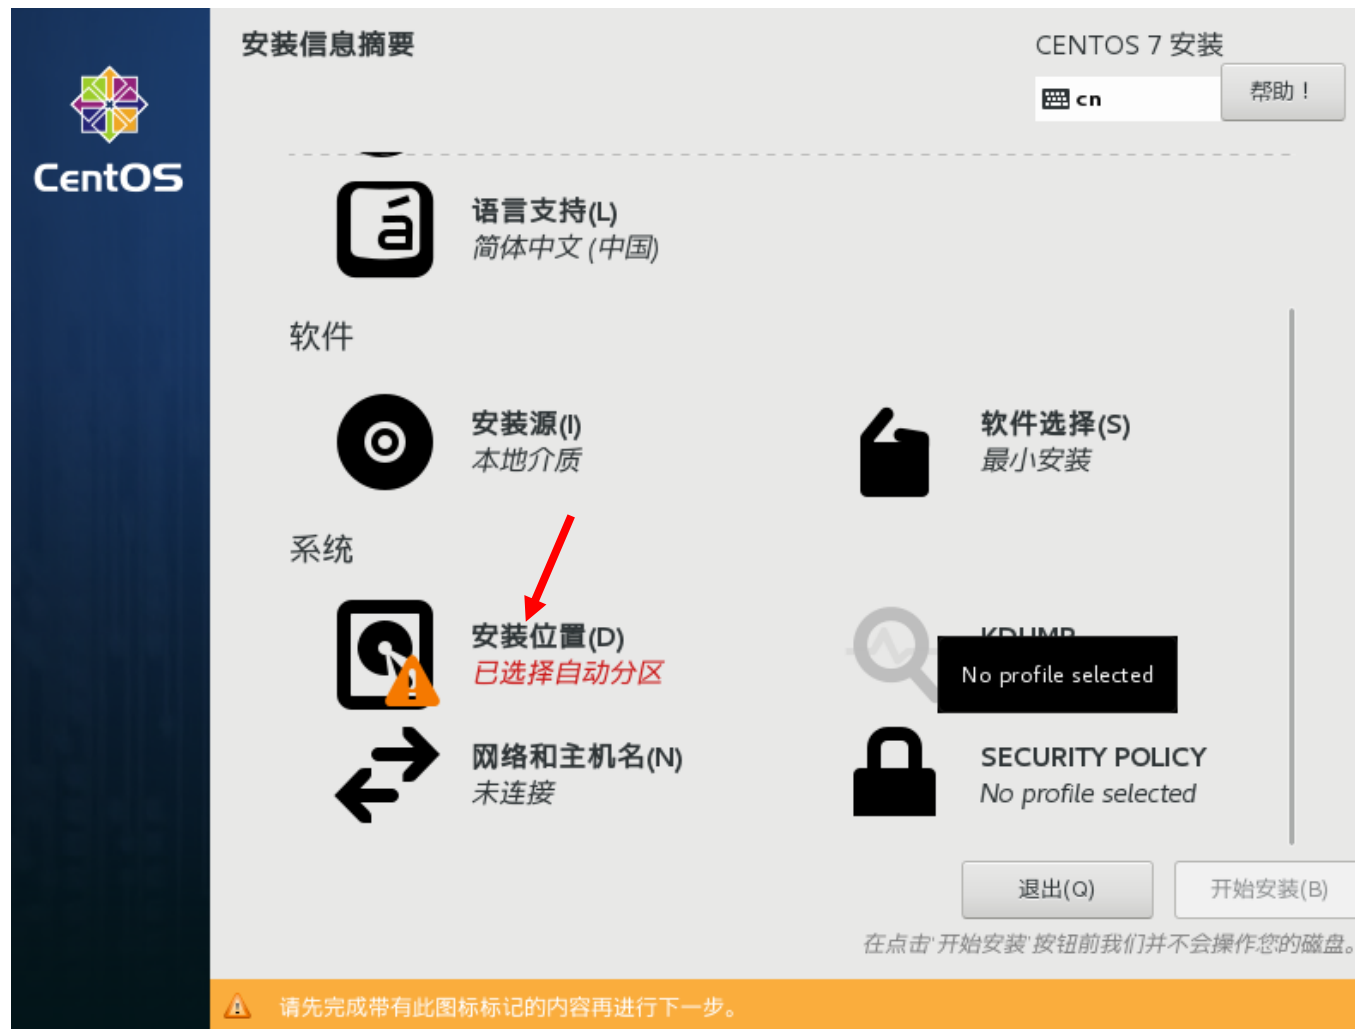 安装信息摘要
CENTOS 7 安装
cn
帮助！
CentOS
á
语言支持(L)
简体中文 (中国)
软件
安装源(I)
本地介质
软件选择(S)
最小安装
系统
安装位置(D)
已选择自动分区
KDUMP
No profile selected
网络和主机名(N)
未连接
SECURITY POLICY
No profile selected
退出(Q)
开始安装(B)
在点击'开始安装'按钮前我们并不会操作您的磁盘。
请先完成带有此图标标记的内容再进行下一步。